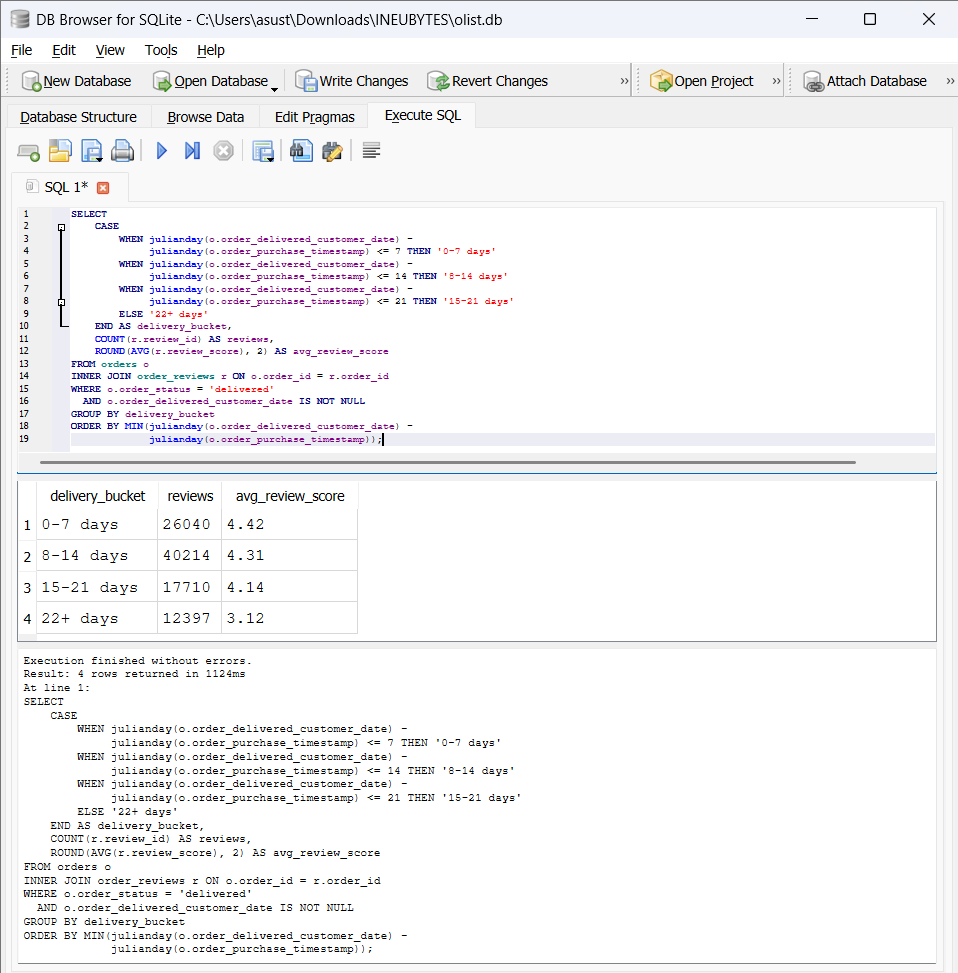 DB Browser for SQLite - C:\Users\asust\Downloads\INEUBYTES\olist.db
File Edit View Tools Help
New Database Open Database Write Changes Revert Changes » Open Project » Attach Database »
Database Structure Browse Data Edit Pragmas Execute SQL
SQL 1*
1 SELECT
2 CASE
3 WHEN julianday(o.order_delivered_customer_date) -
4 julianday(o.order_purchase_timestamp) <= 7 THEN '0-7 days'
5 WHEN julianday(o.order_delivered_customer_date) -
6 julianday(o.order_purchase_timestamp) <= 14 THEN '8-14 days'
7 WHEN julianday(o.order_delivered_customer_date) -
8 julianday(o.order_purchase_timestamp) <= 21 THEN '15-21 days'
9 ELSE '22+ days'
10 END AS delivery_bucket,
11 COUNT(r.review_id) AS reviews,
12 ROUND(AVG(r.review_score), 2) AS avg_review_score
13 FROM orders o
14 INNER JOIN order_reviews r ON o.order_id = r.order_id
15 WHERE o.order_status = 'delivered'
16 AND o.order_delivered_customer_date IS NOT NULL
17 GROUP BY delivery_bucket
18 ORDER BY MIN(julianday(o.order_delivered_customer_date) -
19 julianday(o.order_purchase_timestamp));
delivery_bucket reviews avg_review_score
1 0-7 days 26040 4.42
2 8-14 days 40214 4.31
3 15-21 days 17710 4.14
4 22+ days 12397 3.12
Execution finished without errors.
Result: 4 rows returned in 1124ms
At line 1:
SELECT
CASE
WHEN julianday(o.order_delivered_customer_date) -
julianday(o.order_purchase_timestamp) <= 7 THEN '0-7 days'
WHEN julianday(o.order_delivered_customer_date) -
julianday(o.order_purchase_timestamp) <= 14 THEN '8-14 days'
WHEN julianday(o.order_delivered_customer_date) -
julianday(o.order_purchase_timestamp) <= 21 THEN '15-21 days'
ELSE '22+ days'
END AS delivery_bucket,
COUNT(r.review_id) AS reviews,
ROUND(AVG(r.review_score), 2) AS avg_review_score
FROM orders o
INNER JOIN order_reviews r ON o.order_id = r.order_id
WHERE o.order_status = 'delivered'
AND o.order_delivered_customer_date IS NOT NULL
GROUP BY delivery_bucket
ORDER BY MIN(julianday(o.order_delivered_customer_date) -
julianday(o.order_purchase_timestamp));